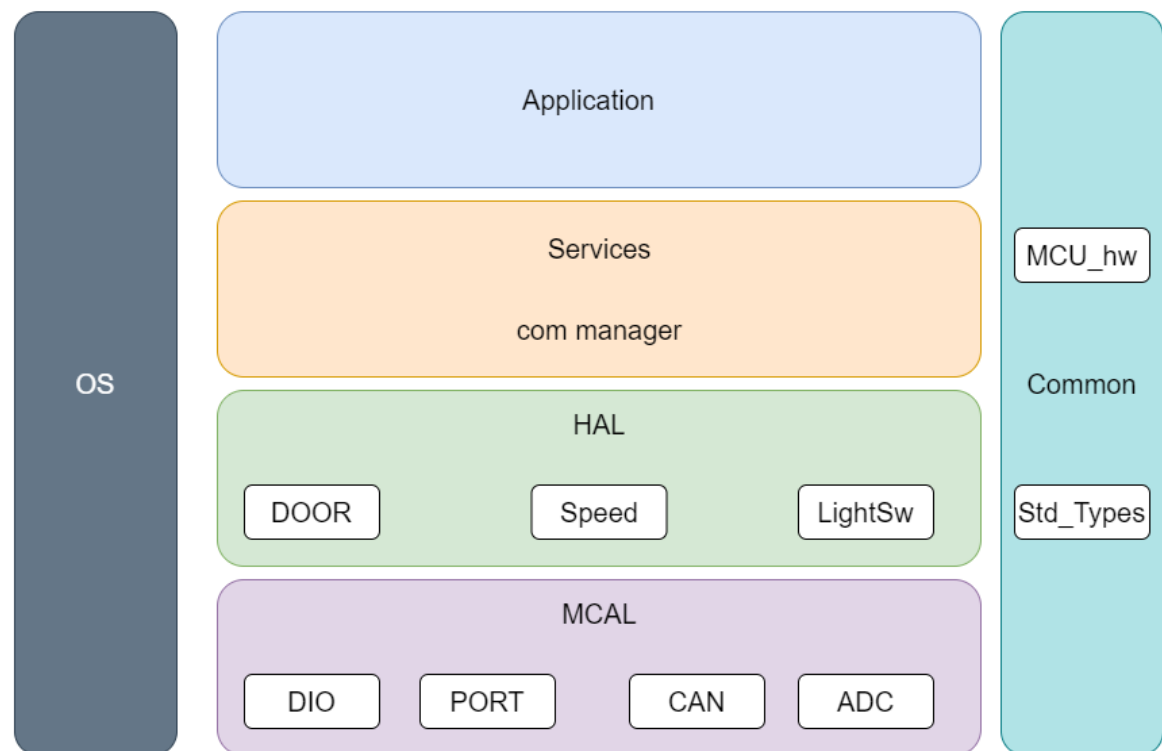 Application
Services
MCU_hw
com manager
OS
Common
HAL
DOOR
Speed
LightSw
Std_Types
MCAL
DIO
PORT
CAN
ADC